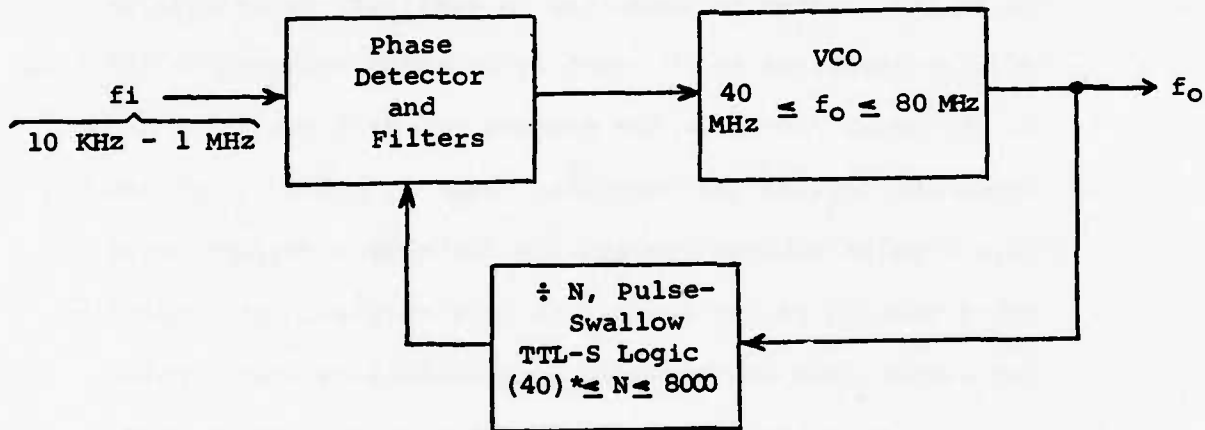 Phase
Detector
and
Filters
fi
10 KHz - 1 MHz
VCO
40
MHz ≤ fo ≤ 80 MHz
fo
÷ N, Pulse-
Swallow
TTL-S Logic
(40)*≤ N ≤ 8000